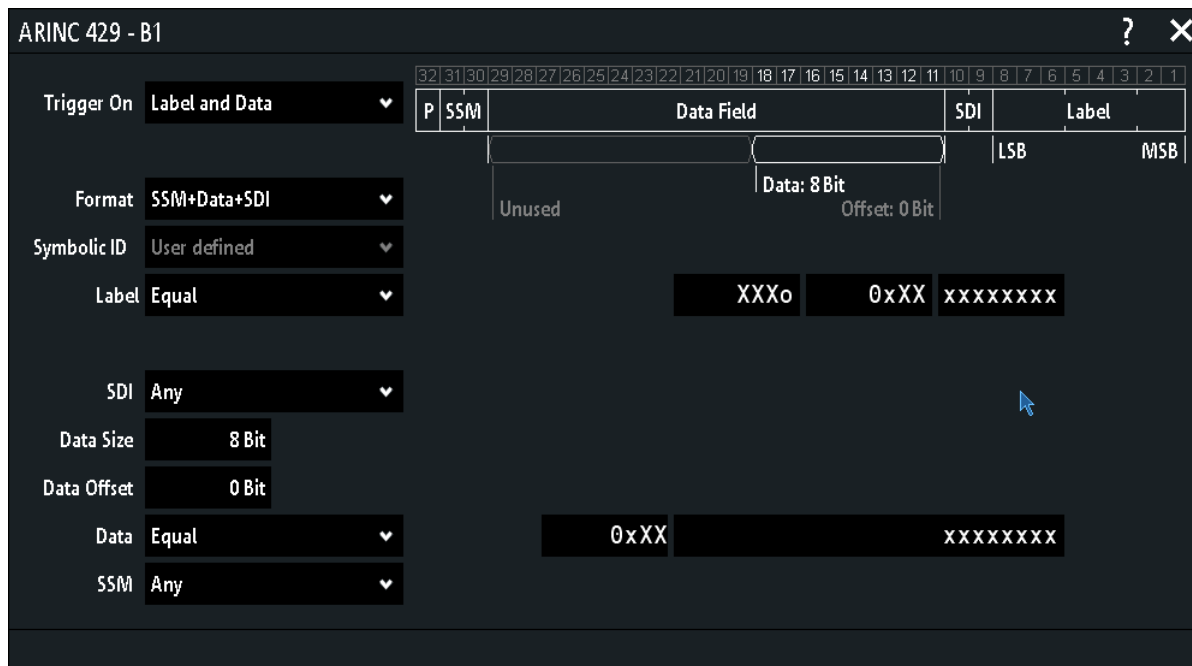 ARINC 429 - B1 ?
32 31 30 29 28 27 26 25 24 23 22 21 20 19 18 17 16 15 14 13 12 11 10 9 8 7 6 5 4 3 2 1
Trigger On Label and Data P SSM Data Field SDI Label
LSB MSB
Data: 8 Bit
Format SSM+Data+SDI Unused Offset: 0 Bit
Symbolic ID User defined
Label Equal XXXo 0xXX xxxxxxxx
SDI Any
Data Size 8 Bit
Data Offset 0 Bit
Data Equal 0xXX xxxxxxxx
SSM Any